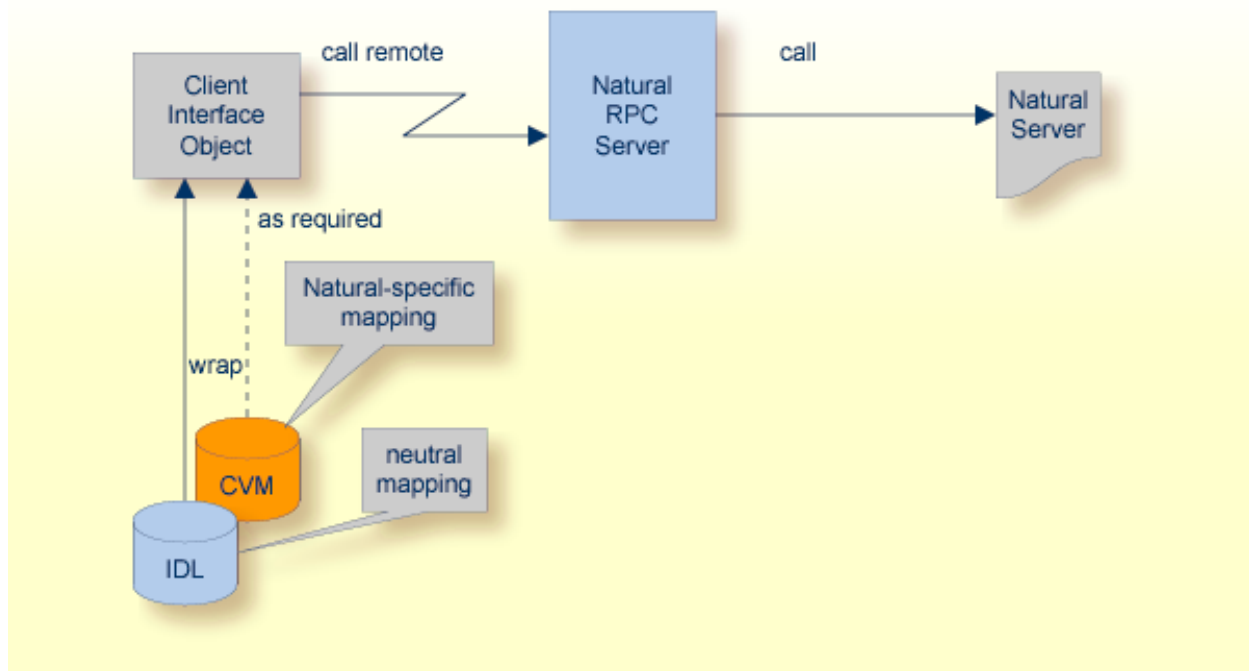 call remote
call
Client
Interface
Object
Natural
RPC
Server
Natural
Server
as required
Natural-specific
mapping
wrap
neutral
mapping
CVM
IDL